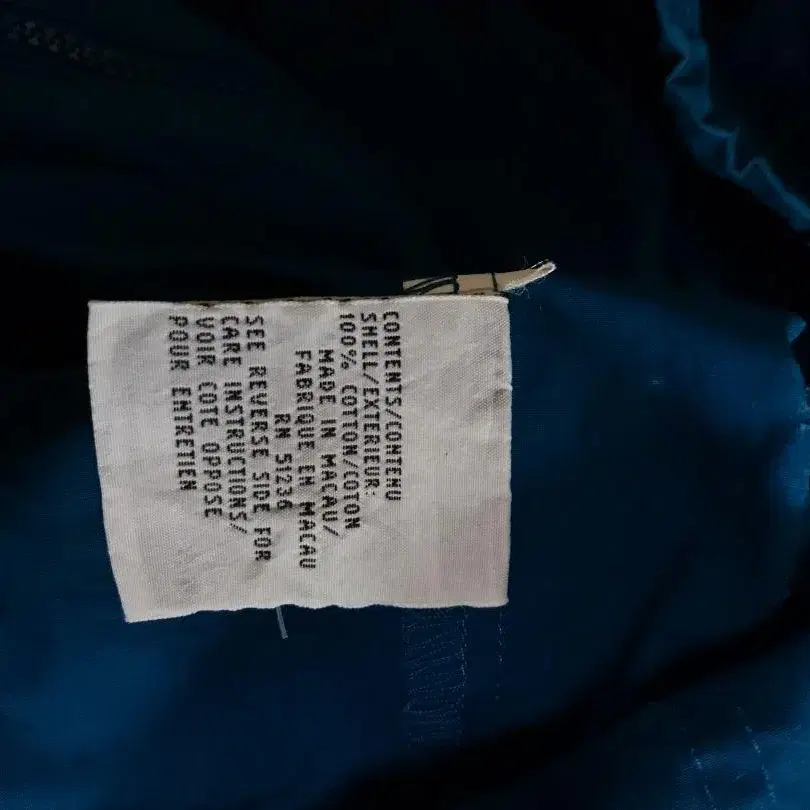 CONTENTS/CONTENU
SHELL/EXTERIEUR:
100% COTTON/COTON
MADE IN MACAU/
FABRIQUE EN MACAU
RN 51236
SEE REVERSE SIDE FOR
CARE INSTRUCTIONS/
VOIR COTE OPPOSE
POUR ENTRETIEN